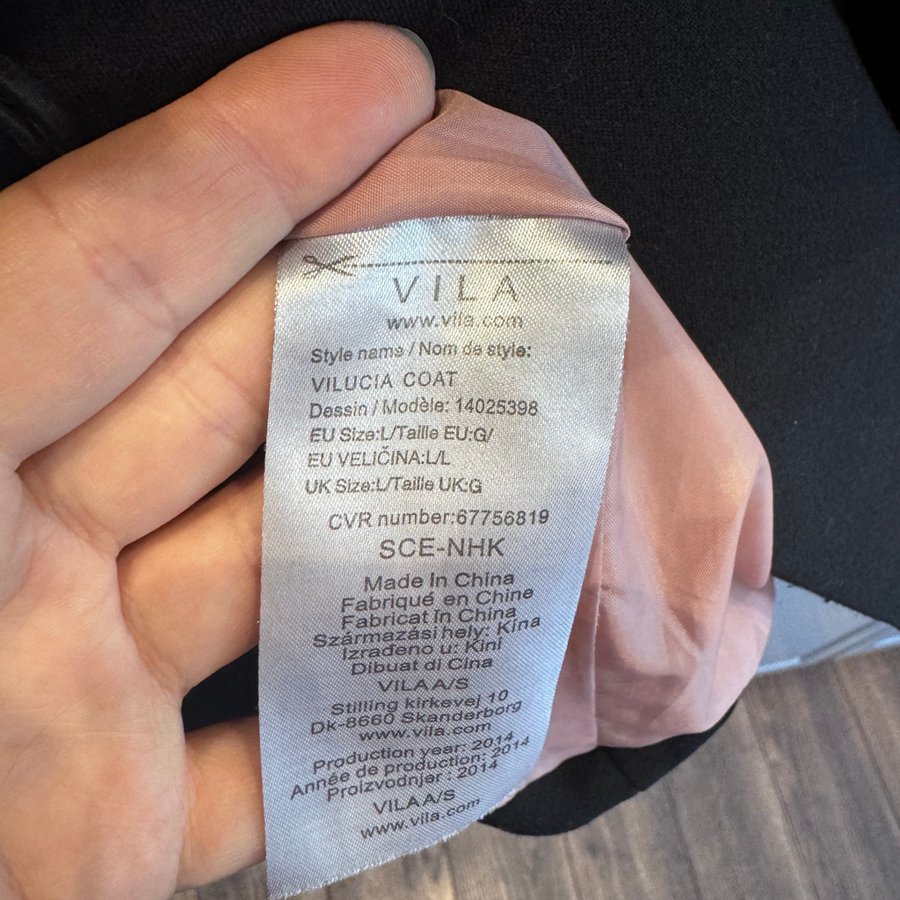 VILA
www.vila.com
Style name / Nom de style:
VILUCIA COAT
Dessin / Modèle: 14025398
EU Size:L/Taille EU:G/
EU VELIČINA:L/L
UK Size:L/Taille UK:G
CVR number:67756819
SCE-NHK
Made in China
Fabriqué en Chine
Fabricat în China
Származási hely: Kína
Izrađeno u: Kini
Dibuat di Cina
VILA A/S
Stilling kirkevej 10
Dk-8660 Skanderborg
www.vila.com
Production year: 2014
Année de production: 2014
Proizvodnjer : 2014
VILA A/S
www.vila.com